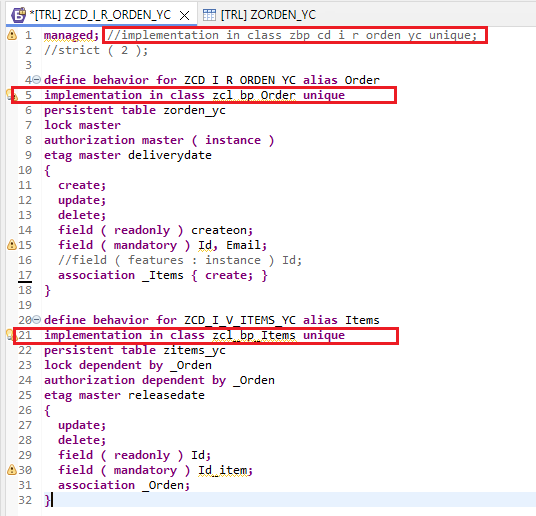 *[TRL] ZCD_I_R_ORDEN_YC [TRL] ZORDEN_YC
1 managed; //implementation in class zbp cd i r orden yc unique;
2 //strict ( 2 );
3
4 define behavior for ZCD_I_R_ORDEN_YC alias Order
5 implementation in class zcl_bp_Order unique
6 persistent table zorden_yc
7 lock master
8 authorization master ( instance )
9 etag master deliverydate
10 {
11 create;
12 update;
13 delete;
14 field ( readonly ) createon;
15 field ( mandatory ) Id, Email;
16 //field ( features : instance ) Id;
17 association _Items { create; }
18 }
19
20 define behavior for ZCD_I_V_ITEMS_YC alias Items
21 implementation in class zcl_bp_Items unique
22 persistent table zitems_yc
23 lock dependent by _Orden
24 authorization dependent by _Orden
25 etag master releasedate
26 {
27 update;
28 delete;
29 field ( readonly ) Id;
30 field ( mandatory ) Id_item;
31 association _Orden;
32 }